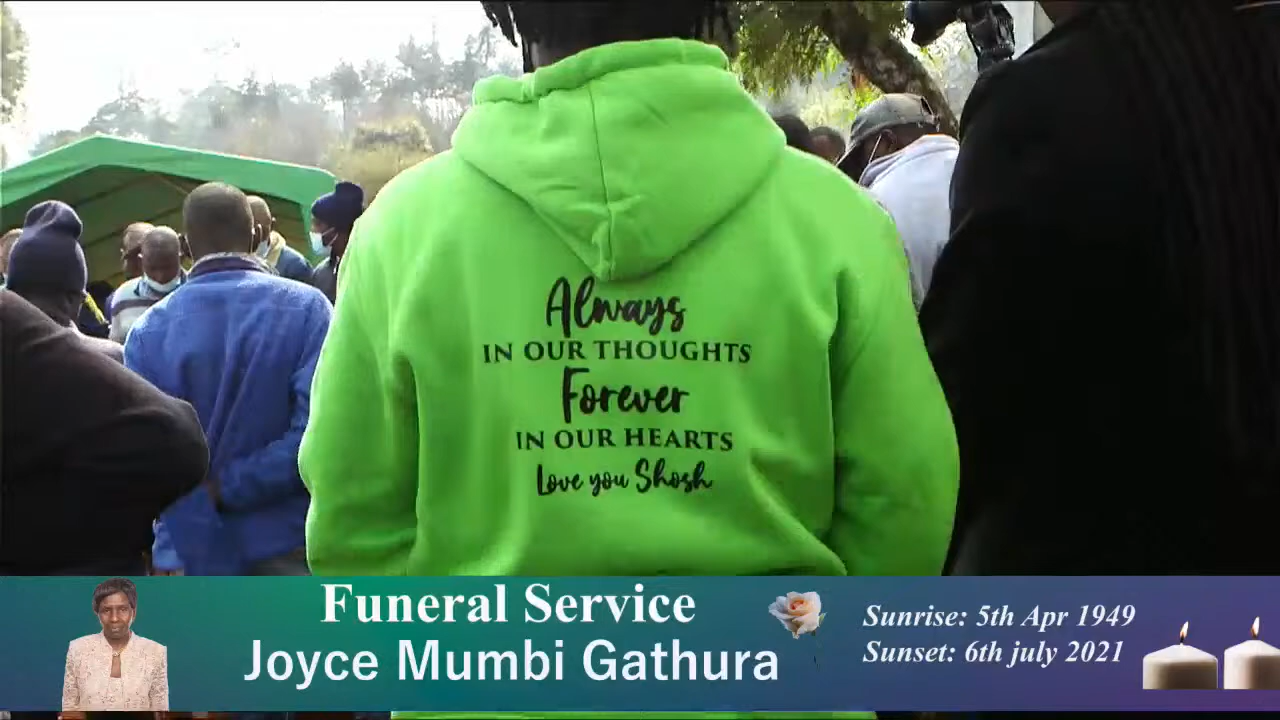 Always
IN OUR THOUGHTS
Forever
IN OUR HEARTS
Love you Shosh
Funeral Service
Joyce Mumbi Gathura
Sunrise: 5th Apr 1949
Sunset: 6th july 2021